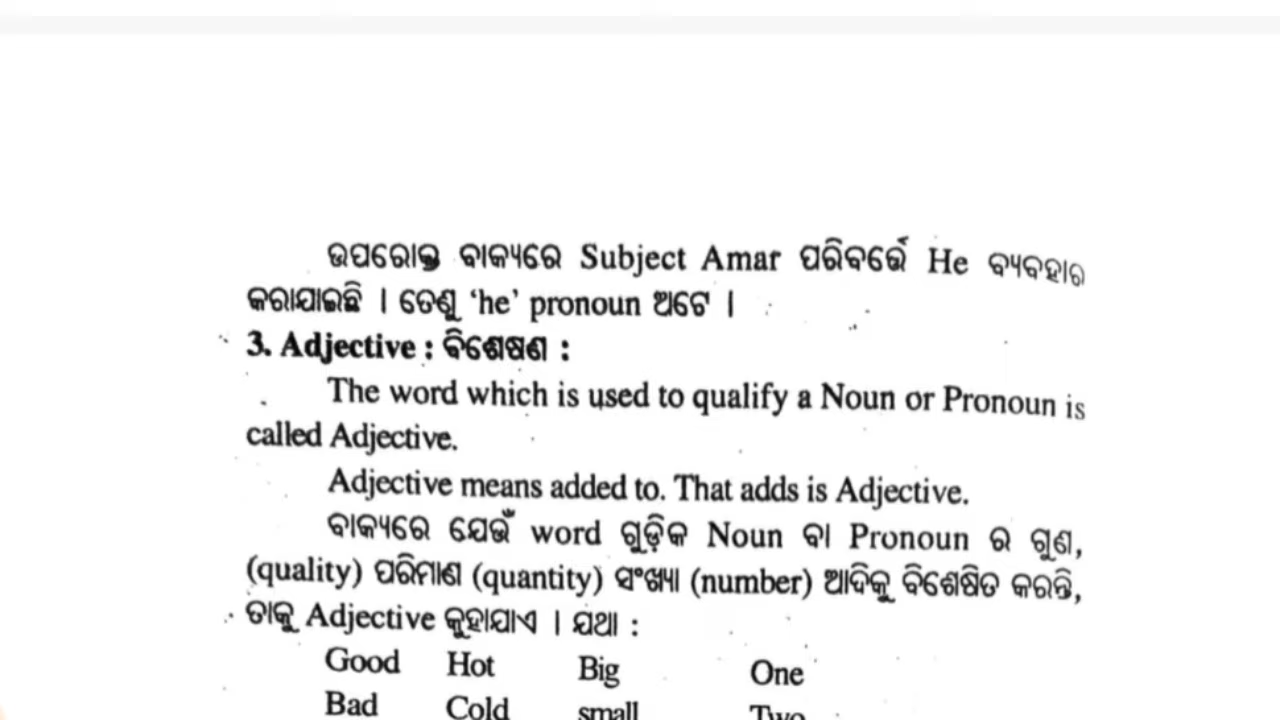 ଉପରୋକ୍ତ ବାକ୍ୟରେ Subject Amar ପରିବର୍ତ୍ତେ He ବ୍ୟବହାର
କରାଯାଇଛି । ତେଣୁ ‘he’ pronoun ଅଟେ ।
3. Adjective : ବିଶେଷଣ :
The word which is used to qualify a Noun or Pronoun is
called Adjective.
Adjective means added to. That adds is Adjective.
ବାକ୍ୟରେ ଯେଉଁ word ଗୁଡ଼ିକ Noun ବା Pronoun ର ଗୁଣ,
(quality) ପରିମାଣ (quantity) ସଂଖ୍ୟା (number) ଆଦିକୁ ବିଶେଷିତ କରନ୍ତି,
ତାକୁ Adjective କୁହାଯାଏ । ଯଥା :
Good Hot Big One
Bad Cold small Two